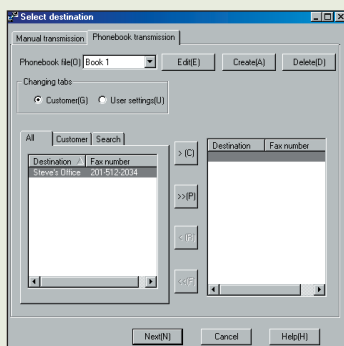 Select destination
Manual transmission Phonebook transmission
Phonebook file(O) Book 1 Edit(E) Create(A) Delete(D)
Changing tabs
Customer(G) User settings(U)
All Customer Search
Destination Fax number
Steve's Office 201-512-2034
> (C)
>>(P)
< (R)
<<(F)
Destination Fax number
Next(N) Cancel Help(H)